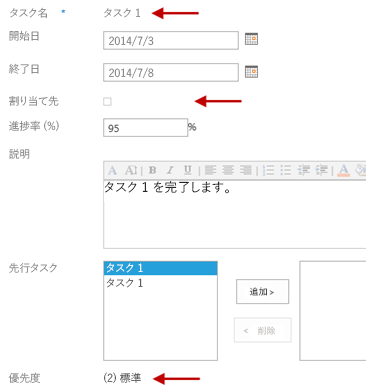 タスク名 * タスク 1
開始日 2014/7/3
終了日 2014/7/8
割り当て先
進捗率 (%) 95 %
説明
A A B I U A
タスク 1 を完了します。
先行タスク タスク 1
タスク 1
追加 >
< 削除
優先度 (2) 標準